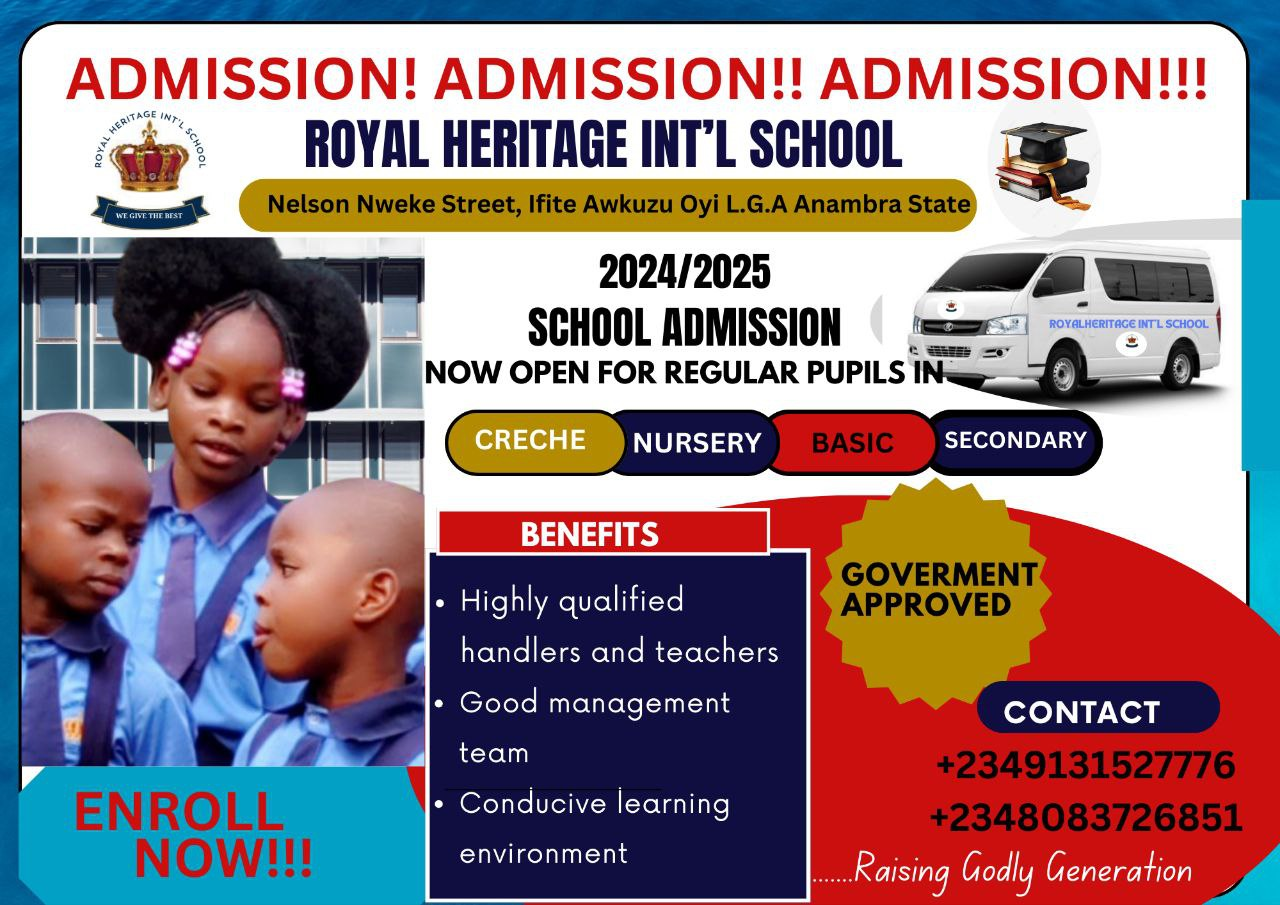 ADMISSION! ADMISSION!! ADMISSION!!!
ROYAL HERITAGE INT'L SCHOOL
WE GIVE THE BEST
ROYAL HERITAGE INT'L SCHOOL
Nelson Nweke Street, Ifite Awkuzu Oyi L.G.A Anambra State
2024/2025
SCHOOL ADMISSION
NOW OPEN FOR REGULAR PUPILS IN
ROYALHERITAGE INT'L SCHOOL
CRECHE
NURSERY
BASIC
SECONDARY
BENEFITS
• Highly qualified
handlers and teachers
• Good management
team
• Conducive learning
environment
GOVERMENT
APPROVED
CONTACT
+2349131527776
+2348083726851
.......Raising Godly Generation
ENROLL
NOW!!!